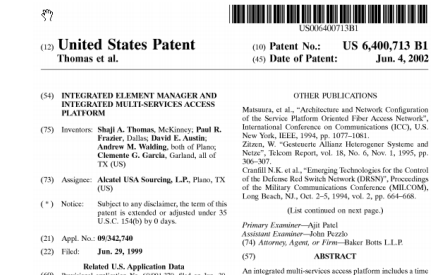 US006400713B1
(12) United States Patent
Thomas et al.
(10) Patent No.: US 6,400,713 B1
(45) Date of Patent: Jun. 4, 2002
(54) INTEGRATED ELEMENT MANAGER AND
INTEGRATED MULTI-SERVICES ACCESS
PLATFORM
(75) Inventors: Shaji A. Thomas, McKinney; Paul R.
Frazier, Dallas; David E. Austin,
Andrew M. Walding, both of Plano;
Clemente G. Garcia, Garland, all of
TX (US)
(73) Assignee: Alcatel USA Sourcing, L.P., Plano, TX
(US)
( * ) Notice: Subject to any disclaimer, the term of this
patent is extended or adjusted under 35
U.S.C. 154(b) by 0 days.
(21) Appl. No.: 09/342,740
(22) Filed: Jun. 29, 1999
Related U.S. Application Data
OTHER PUBLICATIONS
Matsaura, et al., "Architecture and Network Configuration
of the Service Platform Oriented Fiber Access Network",
International Conference on Communications (ICC), U.S.
New York, IEEE, 1994, pp. 1077–1081.
Zitzen, W. "Gesteuerte Allianz Heterogener Systeme und
Netze", Telcom Report, vol. 18, No. 6, Nov. 1, 1995, pp.
306–307.
Cranfill N.K. et al., "Emerging Technologies for the Control
of the Defense Red Switch Network (DRSN)", Proceedings
of the Military Communications Conference (MILCOM),
Long Beach, NJ., Oct. 2–5, 1994, vol. 2, pp. 664–668.
(List continued on next page.)
Primary Examiner—Ajit Patel
Assistant Examiner—John Pezzlo
(74) Attorney, Agent, or Firm—Baker Botts L.L.P.
(57) ABSTRACT
An integrated multi-services access platform includes a time